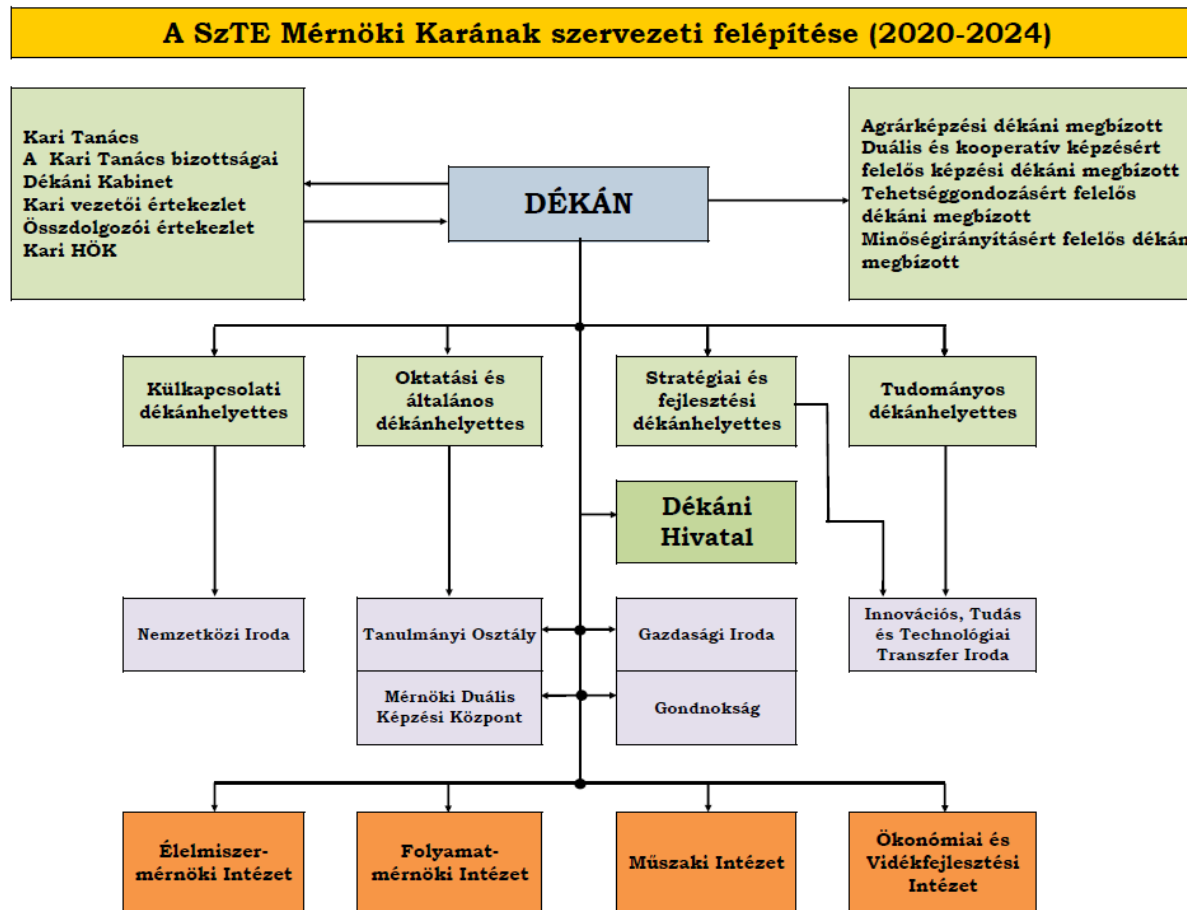 A SzTE Mérnöki Karának szervezeti felépítése (2020-2024)
Kari Tanács
A Kari Tanács bizottságai
Dékáni Kabinet
Kari vezetői értekezlet
Összdolgozói értekezlet
Kari HÖK
DÉKÁN
Agrárképzési dékáni megbízott
Duális és kooperatív képzésért
felelős képzési dékáni megbízott
Tehetséggondozásért felelős
dékáni megbízott
Minőségirányításért felelős dékán
megbízott
Külkapcsolati
dékánhelyettes
Oktatási és
általános
dékánhelyettes
Stratégiai és
fejlesztési
dékánhelyettes
Tudományos
dékánhelyettes
Dékáni
Hivatal
Nemzetközi Iroda
Tanulmányi Osztály
Gazdasági Iroda
Innovációs, Tudás
és Technológiai
Transzfer Iroda
Mérnöki Duális
Képzési Központ
Gondnokság
Élelmiszer-
mérnöki Intézet
Folyamat-
mérnöki Intézet
Műszaki Intézet
Ökonómiai és
Vidékfejlesztési
Intézet